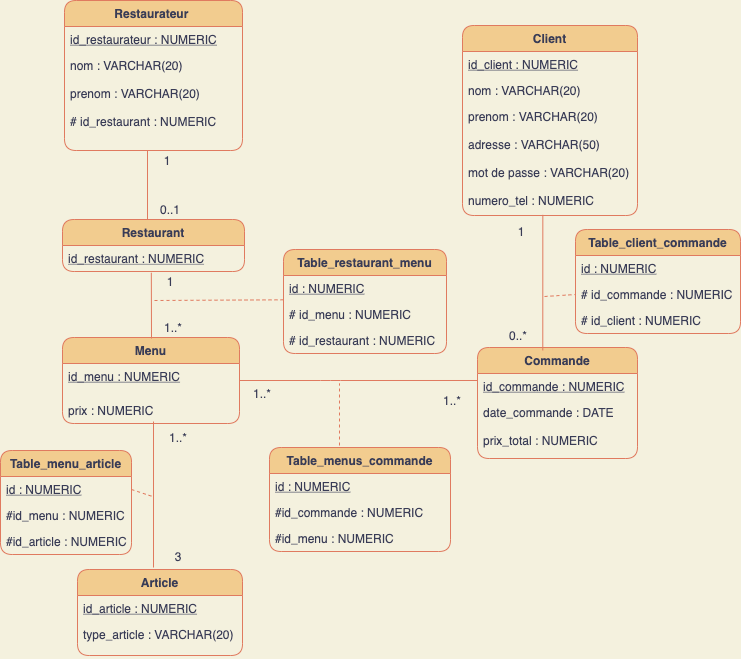 Restaurateur
id_restaurateur : NUMERIC
nom : VARCHAR(20)
prenom : VARCHAR(20)
# id_restaurant : NUMERIC
1
0..1
Restaurant
id_restaurant : NUMERIC
1
1..*
Table_restaurant_menu
id : NUMERIC
# id_menu : NUMERIC
# id_restaurant : NUMERIC
Client
id_client : NUMERIC
nom : VARCHAR(20)
prenom : VARCHAR(20)
adresse : VARCHAR(50)
mot de passe : VARCHAR(20)
numero_tel : NUMERIC
1
0..*
Table_client_commande
id : NUMERIC
# id_commande : NUMERIC
# id_client : NUMERIC
Menu
id_menu : NUMERIC
prix : NUMERIC
1..*
1..*
Commande
id_commande : NUMERIC
date_commande : DATE
prix_total : NUMERIC
1..*
3
Table_menu_article
id : NUMERIC
#id_menu : NUMERIC
#id_article : NUMERIC
Table_menus_commande
id : NUMERIC
#id_commande : NUMERIC
#id_menu : NUMERIC
Article
id_article : NUMERIC
type_article : VARCHAR(20)